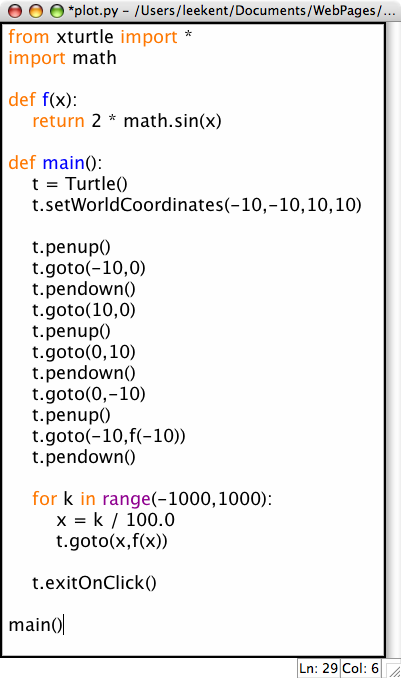 *plot.py – /Users/leekent/Documents/WebPages/...
from xturtle import *
import math

def f(x):
    return 2 * math.sin(x)

def main():
    t = Turtle()
    t.setWorldCoordinates(-10,-10,10,10)

    t.penup()
    t.goto(-10,0)
    t.pendown()
    t.goto(10,0)
    t.penup()
    t.goto(0,10)
    t.pendown()
    t.goto(0,-10)
    t.penup()
    t.goto(-10,f(-10))
    t.pendown()

    for k in range(-1000,1000):
        x = k / 100.0
        t.goto(x,f(x))

    t.exitOnClick()

main()
Ln: 29 Col: 6